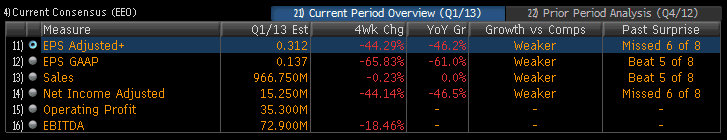 4) Current Consensus (EEO) 21) Current Period Overview (Q1/13) 22) Prior Period Analysis (Q4/12)
Measure Q1/13 Est 4Wk Chg YoY Gr Growth vs Comps Past Surprise
11) EPS Adjusted+ 0.312 -44.29% -46.2% Weaker Missed 6 of 8
12) EPS GAAP 0.137 -65.83% -61.0% Weaker Beat 5 of 8
13) Sales 966.750M -0.23% 0.0% Weaker Beat 5 of 8
14) Net Income Adjusted 15.250M -44.14% -46.5% Weaker Missed 6 of 8
15) Operating Profit 35.300M - - -
16) EBITDA 72.900M -18.46% - - -